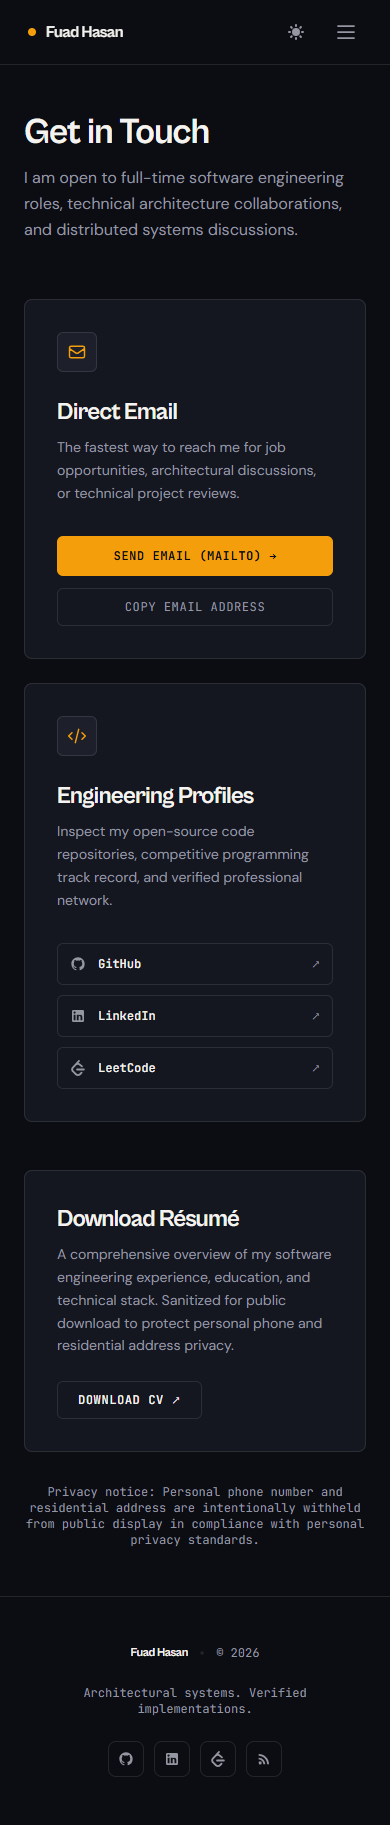 Fuad Hasan
Get in Touch
I am open to full-time software engineering
roles, technical architecture collaborations,
and distributed systems discussions.
Direct Email
The fastest way to reach me for job
opportunities, architectural discussions,
or technical project reviews.
SEND EMAIL (MAILTO) →
COPY EMAIL ADDRESS
Engineering Profiles
Inspect my open-source code
repositories, competitive programming
track record, and verified professional
network.
GitHub ↗
LinkedIn ↗
LeetCode ↗
Download Résumé
A comprehensive overview of my software
engineering experience, education, and
technical stack. Sanitized for public
download to protect personal phone and
residential address privacy.
DOWNLOAD CV ↗
Privacy notice: Personal phone number and
residential address are intentionally withheld
from public display in compliance with personal
privacy standards.
Fuad Hasan • © 2026
Architectural systems. Verified
implementations.